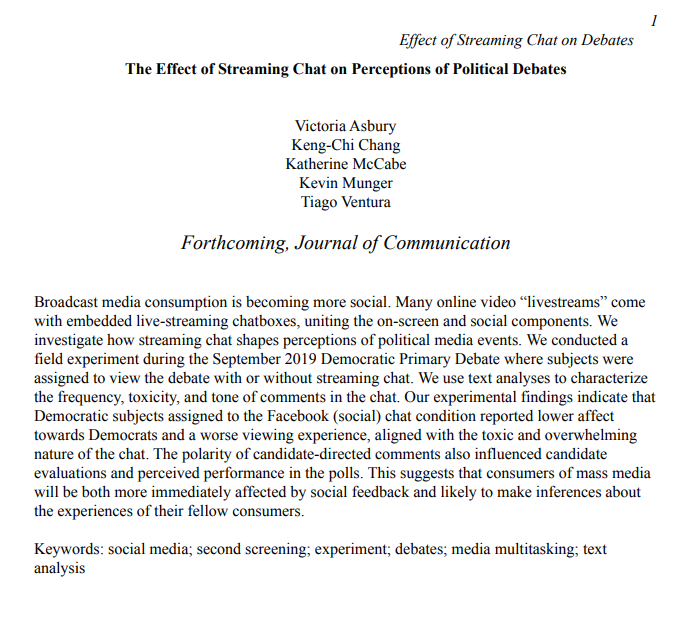 1
Effect of Streaming Chat on Debates
The Effect of Streaming Chat on Perceptions of Political Debates
Victoria Asbury
Keng-Chi Chang
Katherine McCabe
Kevin Munger
Tiago Ventura
Forthcoming, Journal of Communication
Broadcast media consumption is becoming more social. Many online video “livestreams” come
with embedded live-streaming chatboxes, uniting the on-screen and social components. We
investigate how streaming chat shapes perceptions of political media events. We conducted a
field experiment during the September 2019 Democratic Primary Debate where subjects were
assigned to view the debate with or without streaming chat. We use text analyses to characterize
the frequency, toxicity, and tone of comments in the chat. Our experimental findings indicate that
Democratic subjects assigned to the Facebook (social) chat condition reported lower affect
towards Democrats and a worse viewing experience, aligned with the toxic and overwhelming
nature of the chat. The polarity of candidate-directed comments also influenced candidate
evaluations and perceived performance in the polls. This suggests that consumers of mass media
will be both more immediately affected by social feedback and likely to make inferences about
the experiences of their fellow consumers.
Keywords: social media; second screening; experiment; debates; media multitasking; text
analysis